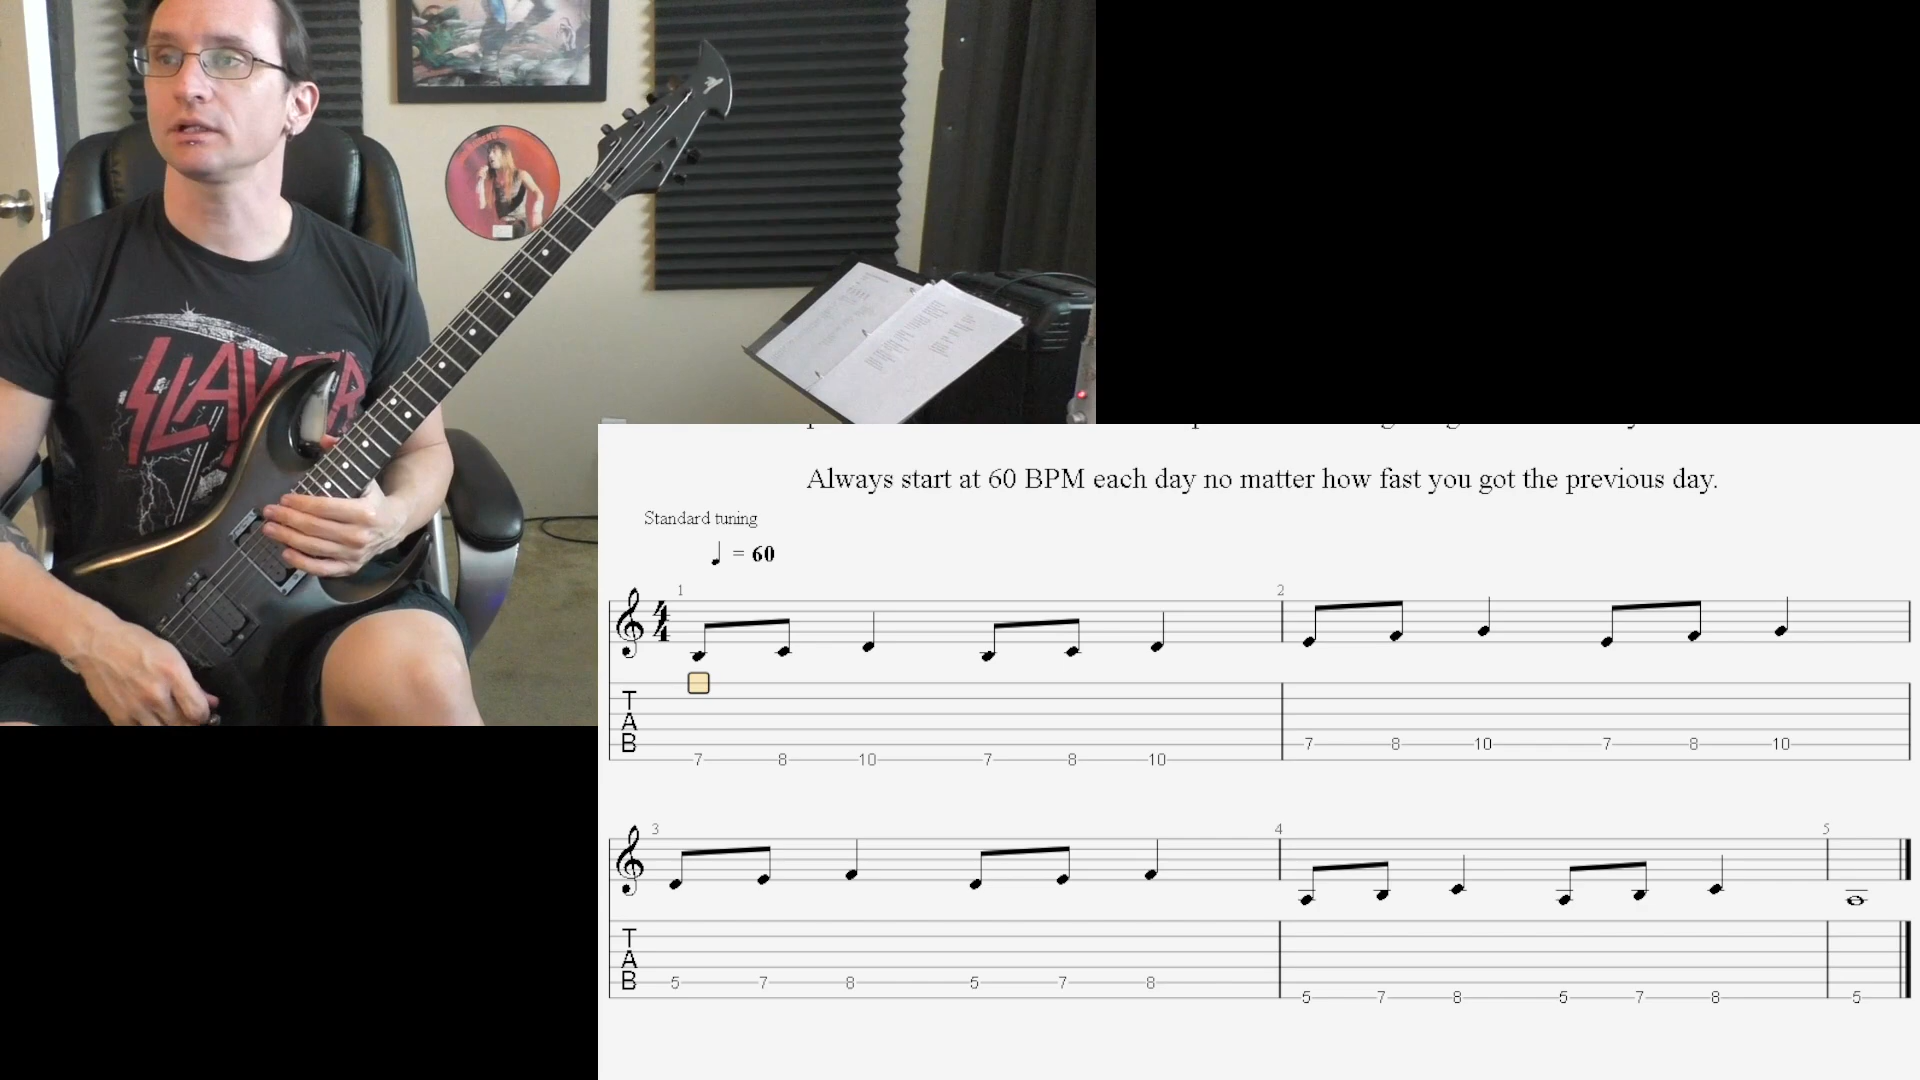 SLAYER
Always start at 60 BPM each day no matter how fast you got the previous day.
Standard tuning
= 60
1 2
4
4
T
A
B
7 8 10 7 8 10
7 8 10 7 8 10
3 4 5
T
A
B
5 7 8 5 7 8
5 7 8 5 7 8 5